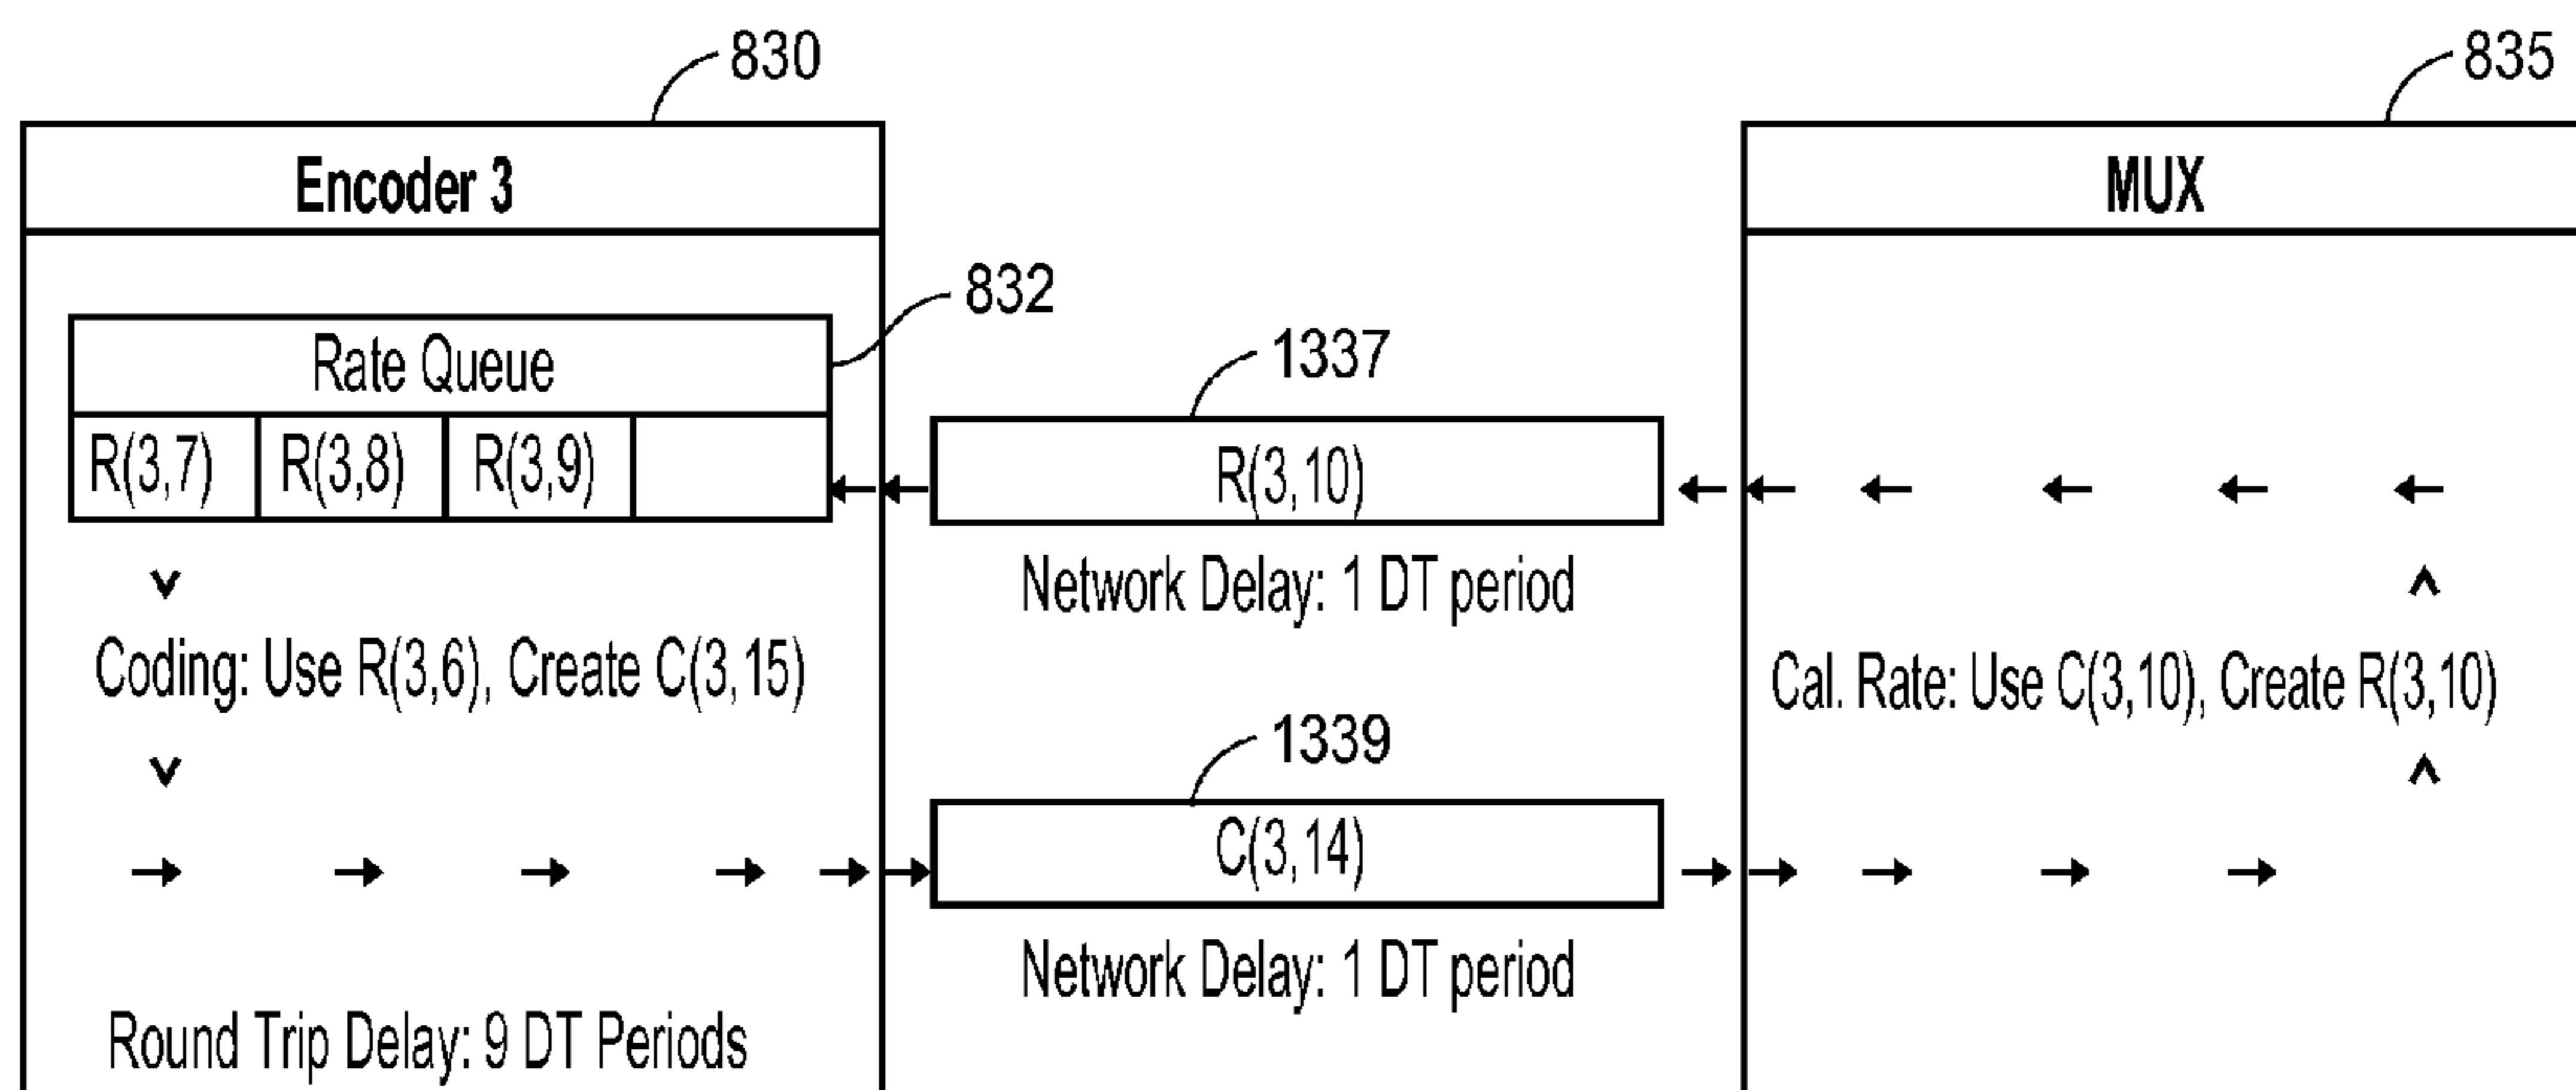 830
835
Encoder 3
MUX
832
Rate Queue
1337
R(3,7) R(3,8) R(3,9)
R(3,10)
Network Delay: 1 DT period
Coding: Use R(3,6), Create C(3,15)
Cal. Rate: Use C(3,10), Create R(3,10)
1339
C(3,14)
Network Delay: 1 DT period
Round Trip Delay: 9 DT Periods